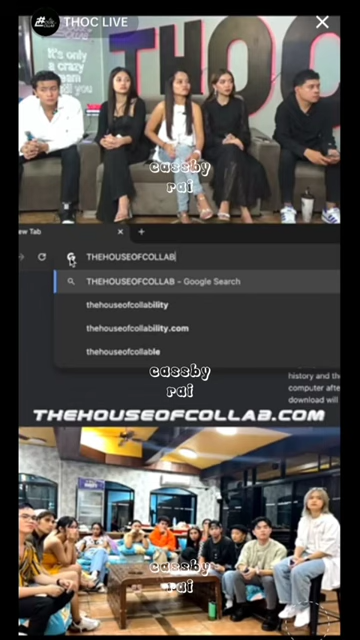 THOC LIVE
It's only
a crazy
THOC
cassby
rai
ew Tab
THEHOUSEOFCOLLAB
THEHOUSEOFCOLLAB - Google Search
thehouseofcollability
thehouseofcollability.com
thehouseofcollable
cassby
rai
history and the
computer afte
download will
THEHOUSEOFCOLLAB.COM
cassby
rai